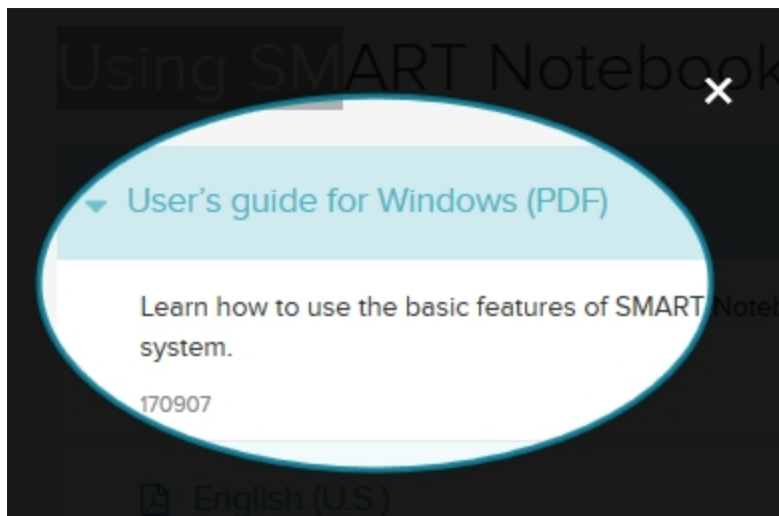 Using SMART Notebook
User's guide for Windows (PDF)
Learn how to use the basic features of SMART Noteb
system.
170907
English (U.S.)